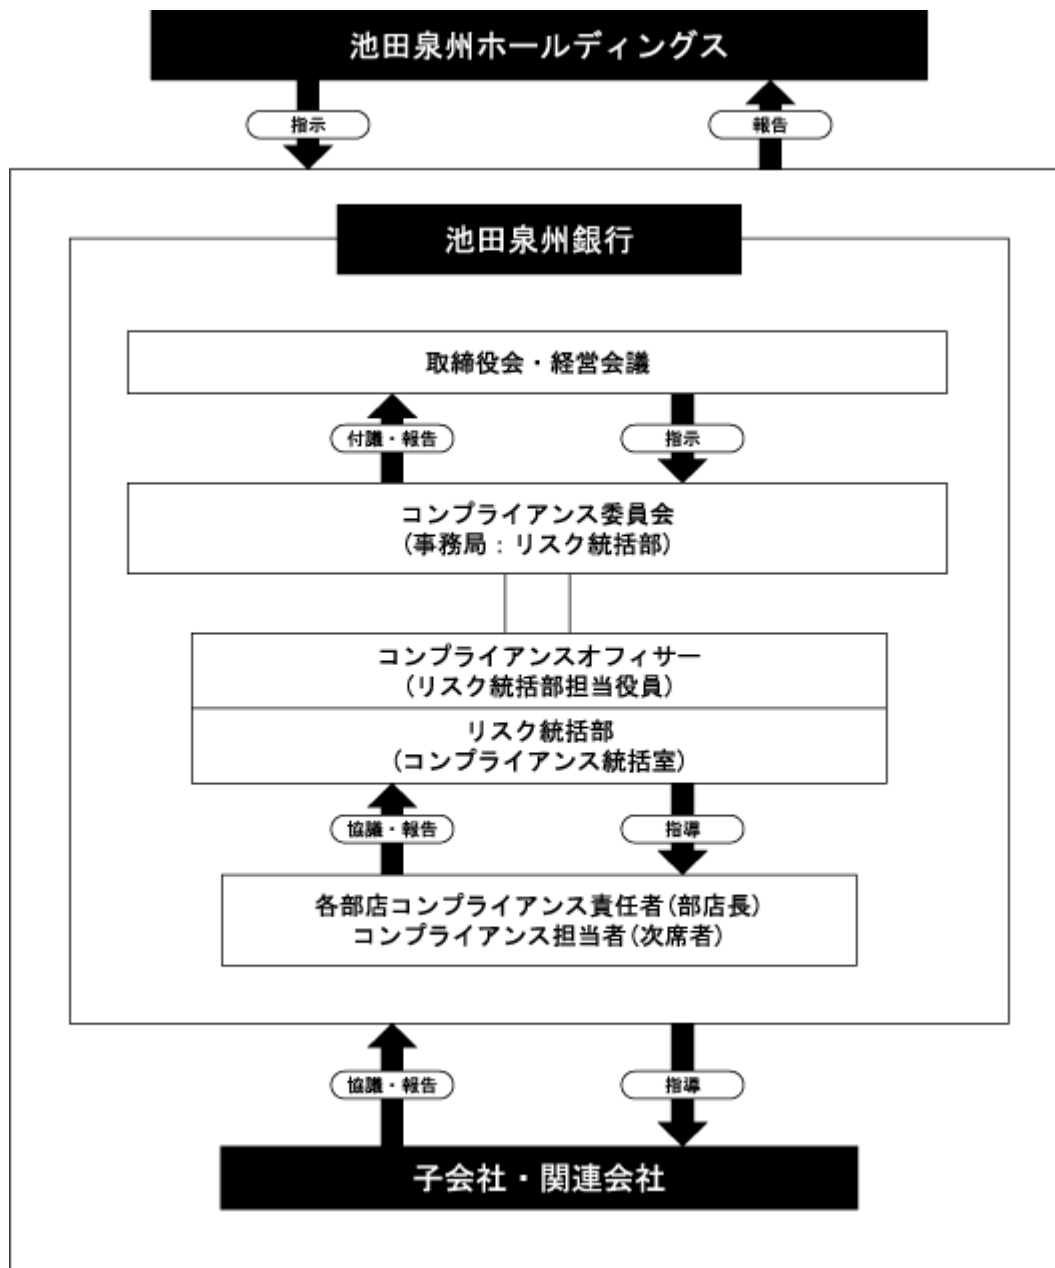 池田泉州ホールディングス
指示
報告
池田泉州銀行
取締役会・経営会議
付議・報告
指示
コンプライアンス委員会
(事務局：リスク統括部)
コンプライアンスオフィサー
(リスク統括部担当役員)
リスク統括部
(コンプライアンス統括室)
協議・報告
指導
各部店コンプライアンス責任者(部店長)
コンプライアンス担当者(次席者)
協議・報告
指導
子会社・関連会社